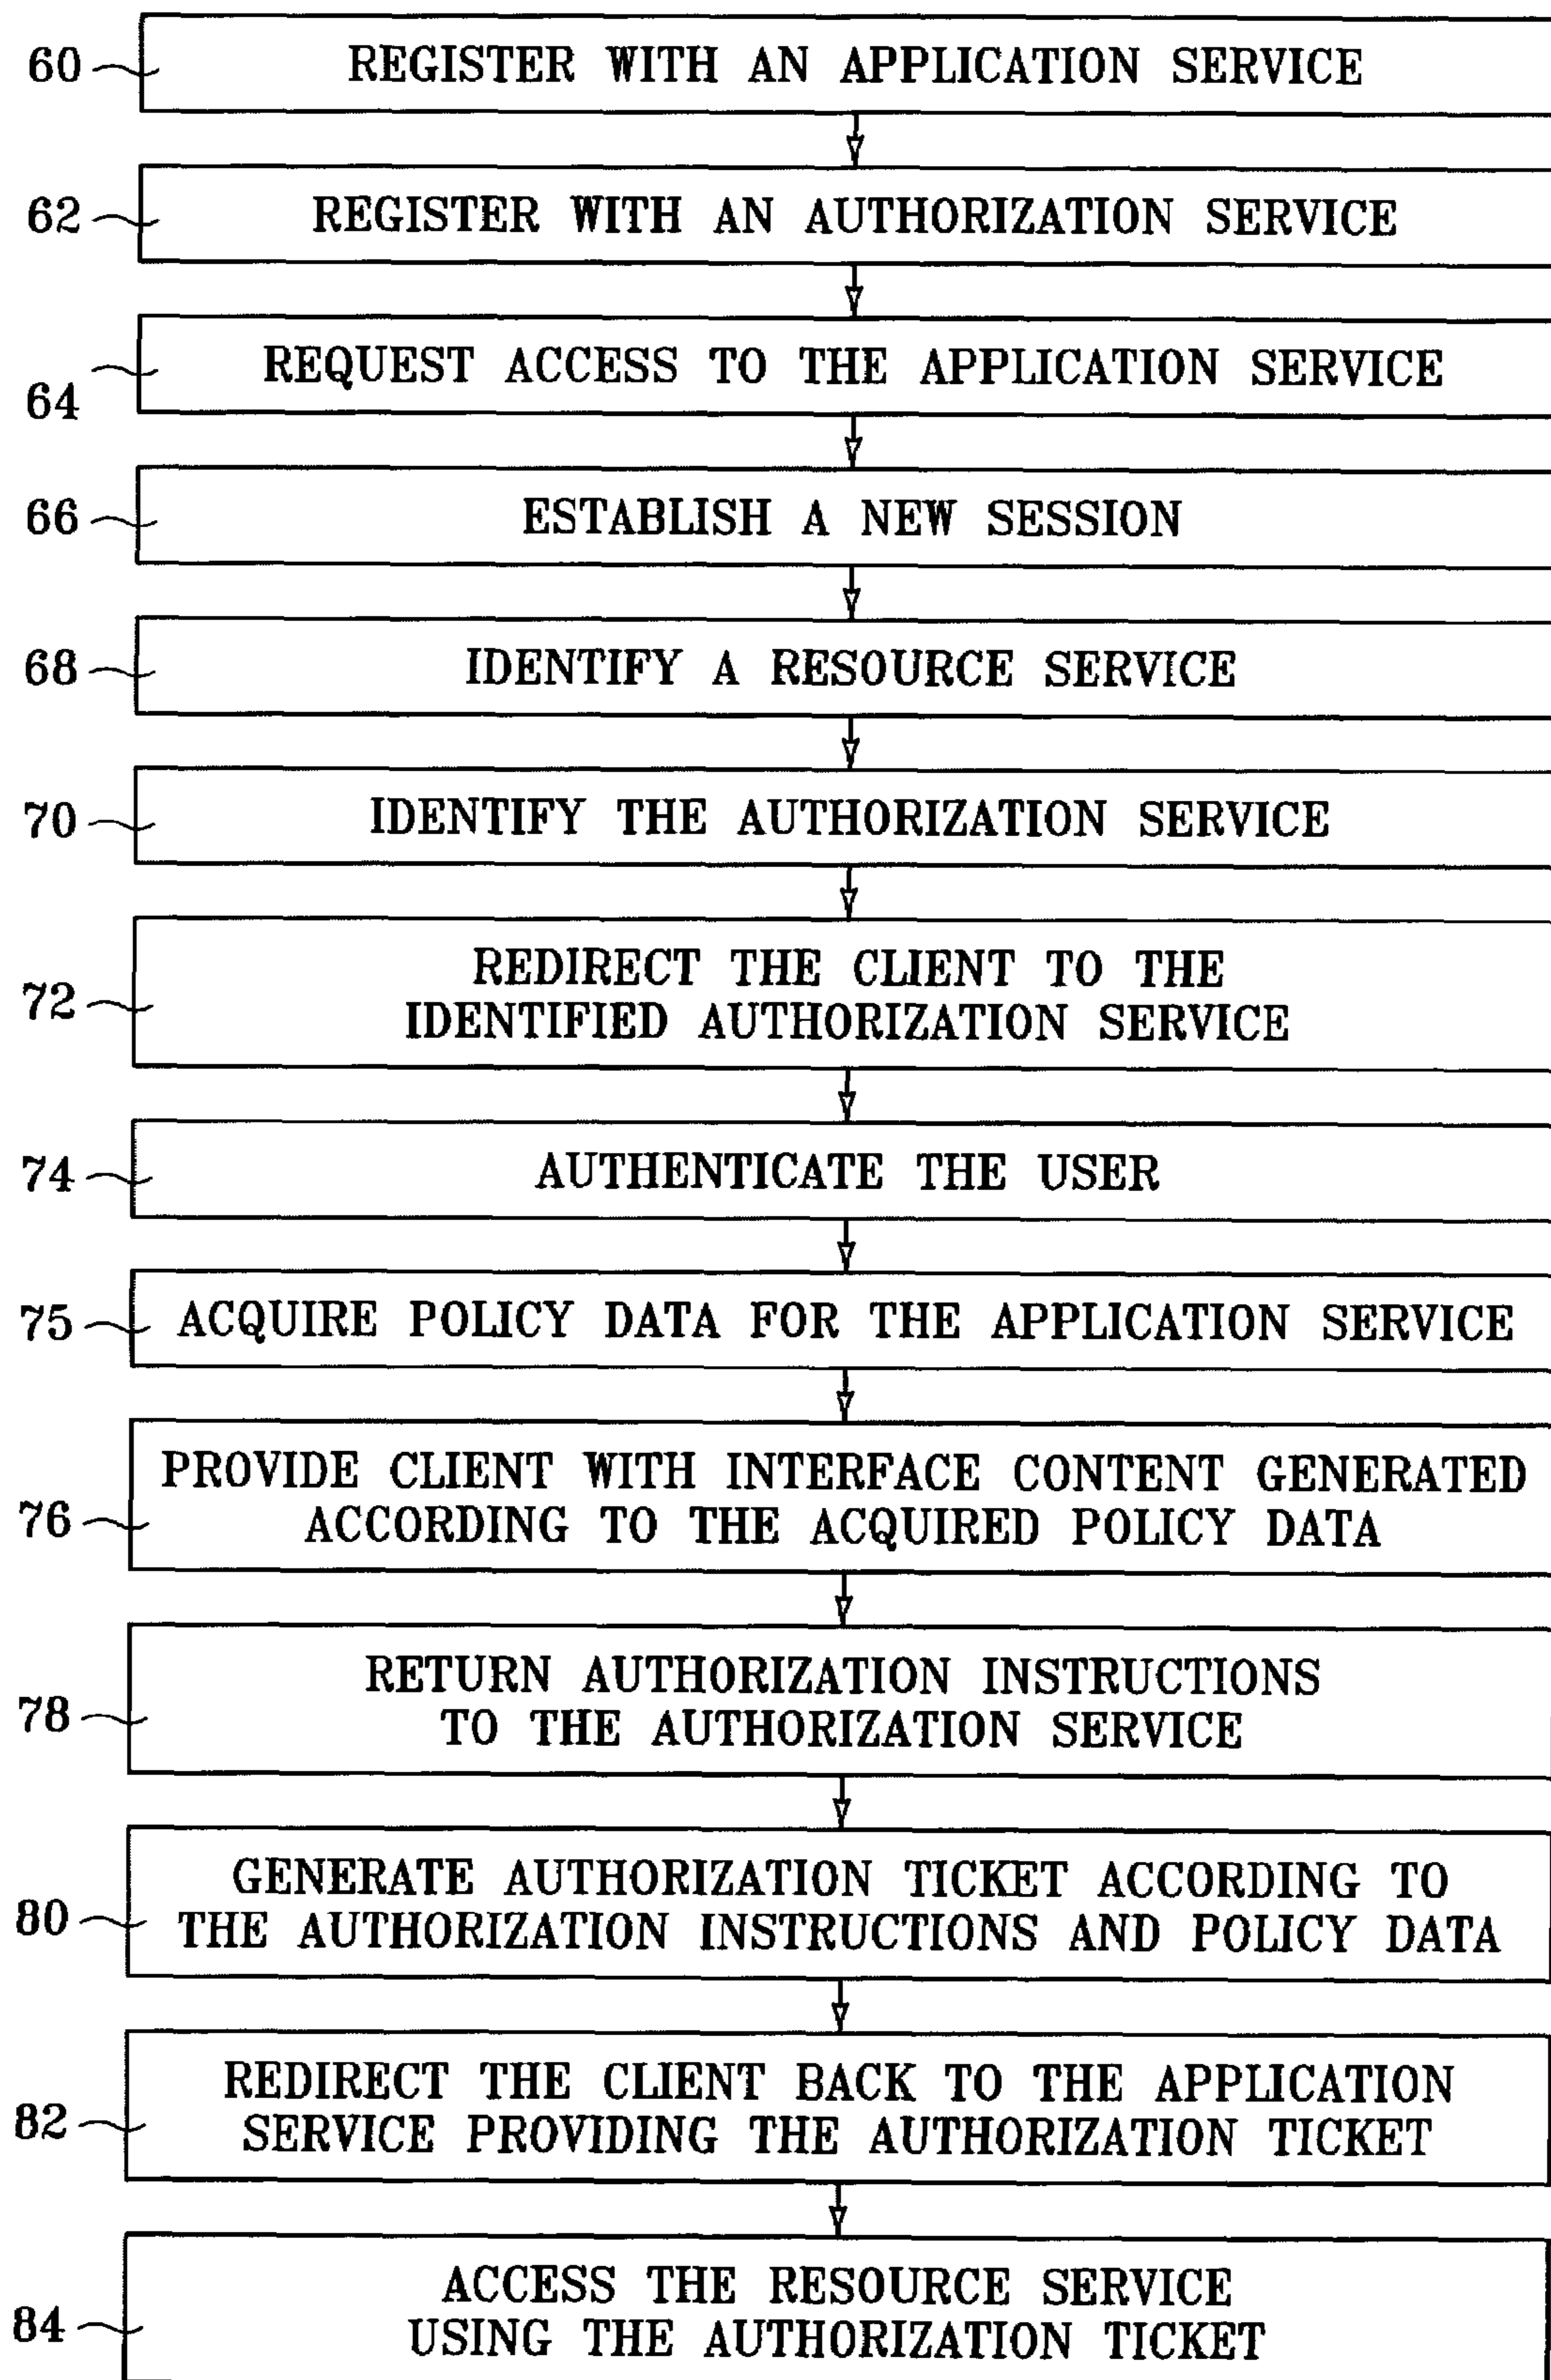 60 REGISTER WITH AN APPLICATION SERVICE
62 REGISTER WITH AN AUTHORIZATION SERVICE
64 REQUEST ACCESS TO THE APPLICATION SERVICE
66 ESTABLISH A NEW SESSION
68 IDENTIFY A RESOURCE SERVICE
70 IDENTIFY THE AUTHORIZATION SERVICE
72 REDIRECT THE CLIENT TO THE
IDENTIFIED AUTHORIZATION SERVICE
74 AUTHENTICATE THE USER
75 ACQUIRE POLICY DATA FOR THE APPLICATION SERVICE
76 PROVIDE CLIENT WITH INTERFACE CONTENT GENERATED
ACCORDING TO THE ACQUIRED POLICY DATA
78 RETURN AUTHORIZATION INSTRUCTIONS
TO THE AUTHORIZATION SERVICE
80 GENERATE AUTHORIZATION TICKET ACCORDING TO
THE AUTHORIZATION INSTRUCTIONS AND POLICY DATA
82 REDIRECT THE CLIENT BACK TO THE APPLICATION
SERVICE PROVIDING THE AUTHORIZATION TICKET
84 ACCESS THE RESOURCE SERVICE
USING THE AUTHORIZATION TICKET